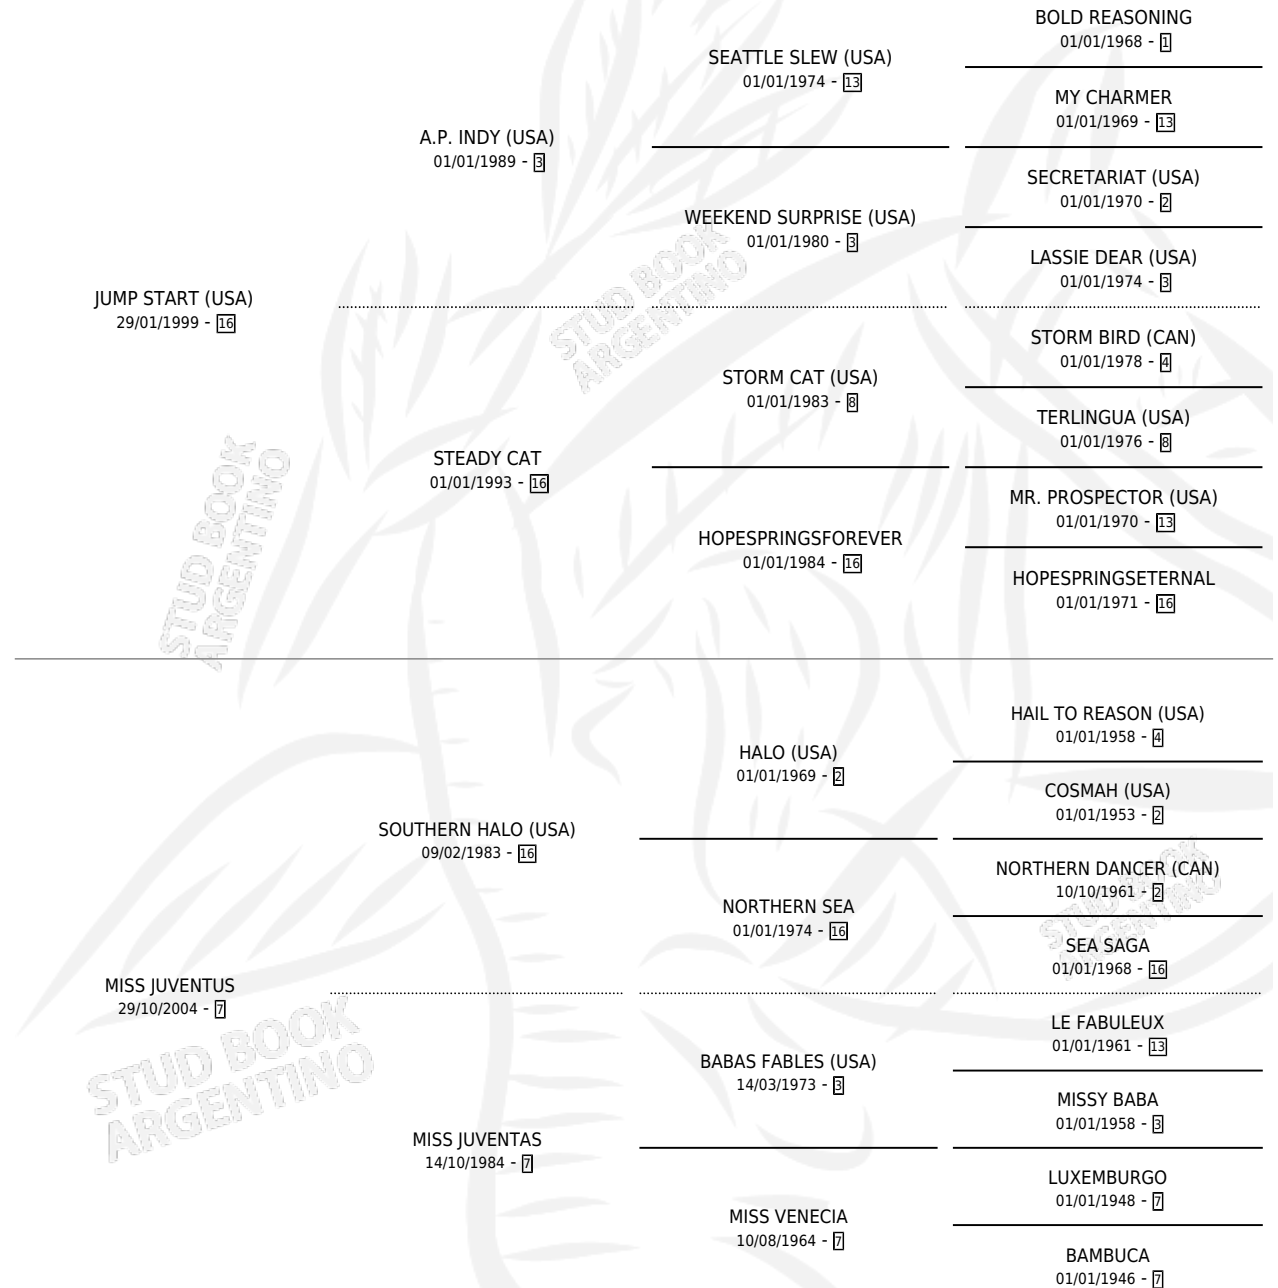 BOLD REASONING
01/01/1968 - 1
SEATTLE SLEW (USA)
01/01/1974 - 13
MY CHARMER
01/01/1969 - 13
A.P. INDY (USA)
01/01/1989 - 3
SECRETARIAT (USA)
01/01/1970 - 2
WEEKEND SURPRISE (USA)
01/01/1980 - 3
LASSIE DEAR (USA)
01/01/1974 - 3
JUMP START (USA)
29/01/1999 - 16
STORM BIRD (CAN)
01/01/1978 - 4
STORM CAT (USA)
01/01/1983 - 8
TERLINGUA (USA)
01/01/1976 - 8
STEADY CAT
01/01/1993 - 16
MR. PROSPECTOR (USA)
01/01/1970 - 13
HOPESPRINGSFOREVER
01/01/1984 - 16
HOPESPRINGSETERNAL
01/01/1971 - 16
STUD BOOK
ARGENTINO
STUD BOOK
ARGENTINO
HAIL TO REASON (USA)
01/01/1958 - 4
HALO (USA)
01/01/1969 - 2
COSMAH (USA)
01/01/1953 - 2
SOUTHERN HALO (USA)
09/02/1983 - 16
NORTHERN DANCER (CAN)
10/10/1961 - 2
NORTHERN SEA
01/01/1974 - 16
SEA SAGA
01/01/1968 - 16
MISS JUVENTUS
29/10/2004 - 7
LE FABULEUX
01/01/1961 - 13
BABAS FABLES (USA)
14/03/1973 - 3
MISSY BABA
01/01/1958 - 3
MISS JUVENTAS
14/10/1984 - 7
LUXEMBURGO
01/01/1948 - 7
MISS VENECIA
10/08/1964 - 7
BAMBUCA
01/01/1946 - 7
STUD BOOK
ARGENTINO
STUD BOOK
ARGENTINO